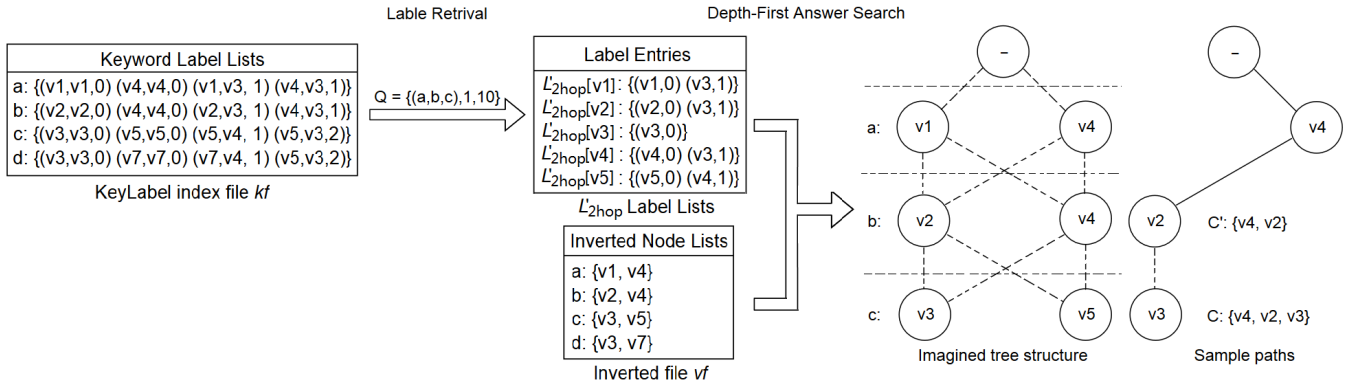 Lable Retrival
Depth-First Answer Search
Keyword Label Lists
a: {(v1,v1,0) (v4,v4,0) (v1,v3, 1) (v4,v3,1)}
b: {(v2,v2,0) (v4,v4,0) (v2,v3, 1) (v4,v3,1)}
c: {(v3,v3,0) (v5,v5,0) (v5,v4, 1) (v5,v3,2)}
d: {(v3,v3,0) (v7,v7,0) (v7,v4, 1) (v5,v3,2)}
KeyLabel index file kf
Q = {(a,b,c),1,10}
Label Entries
L'2hop[v1]: {(v1,0) (v3,1)}
L'2hop[v2]: {(v2,0) (v3,1)}
L'2hop[v3]: {(v3,0)}
L'2hop[v4] : {(v4,0) (v3,1)}
L'2hop[v5]: {(v5,0) (v4,1)}
L'2hop Label Lists
Inverted Node Lists
a: {v1, v4}
b: {v2, v4}
c: {v3, v5}
d: {v3, v7}
Inverted file vf
–
a: v1 v4
b: v2 v4
c: v3 v5
Imagined tree structure
–
v4
v2 C': {v4, v2}
v3 C: {v4, v2, v3}
Sample paths